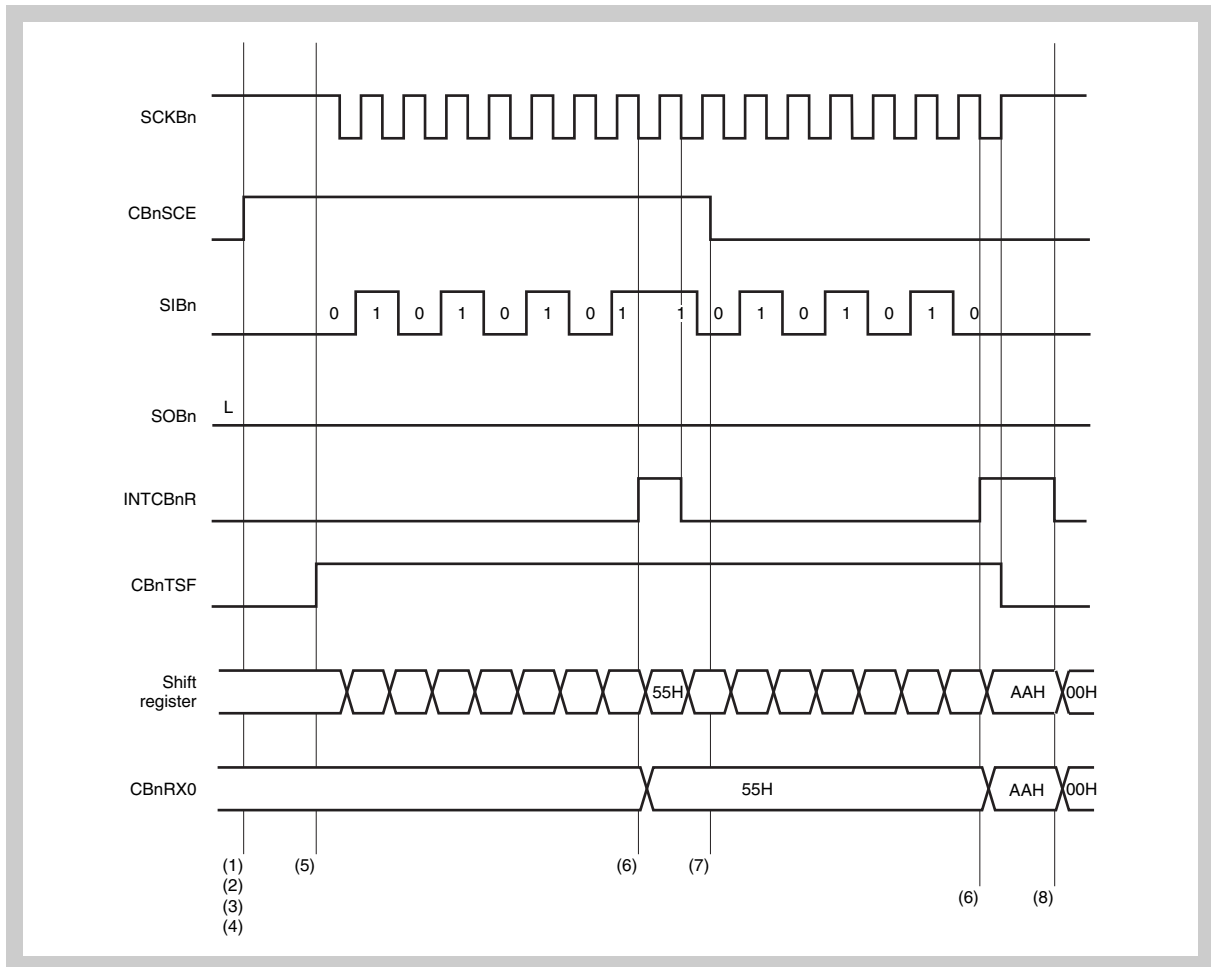 SCKBn
CBnSCE
SIBn
0 1 0 1 0 1 0 1 1 0 1 0 1 0 1 0
SOBn
L
INTCBnR
CBnTSF
Shift
register
55H
AAH
00H
CBnRX0
55H
AAH
00H
(1)
(2)
(3)
(4)
(5)
(6)
(7)
(6)
(8)